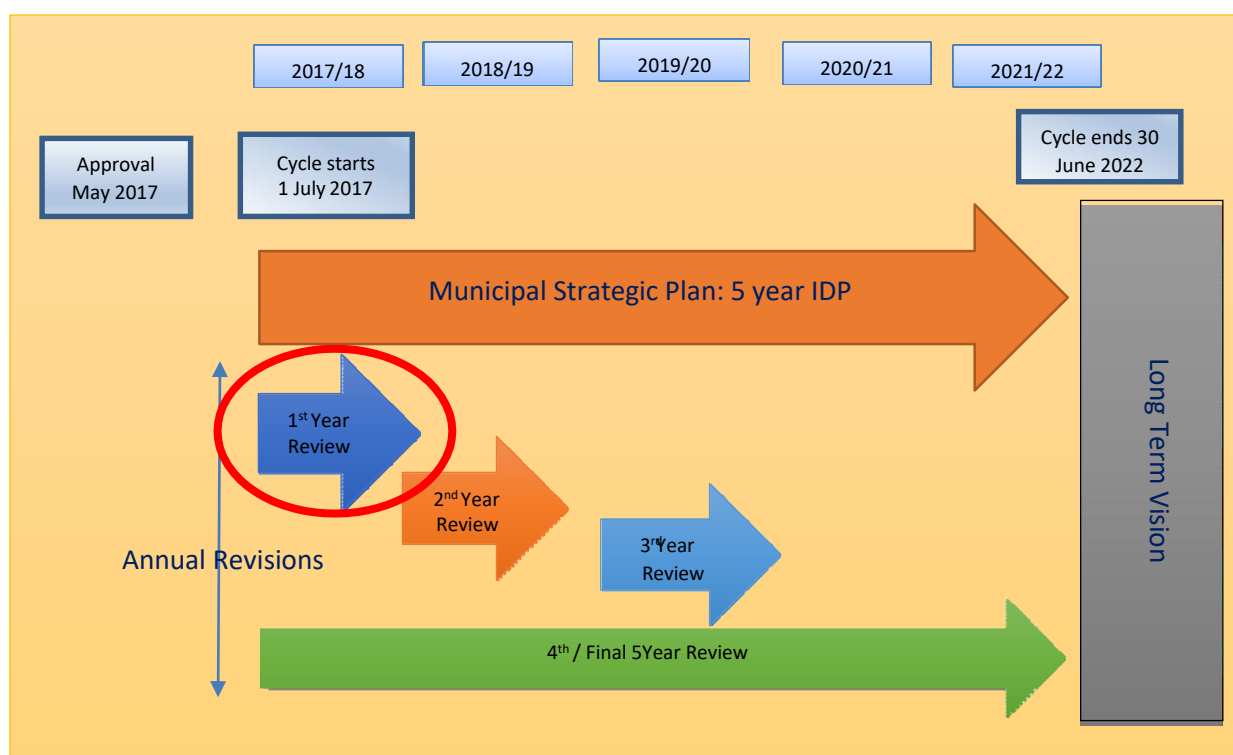 2017/18
2018/19
2019/20
2020/21
2021/22
Approval
May 2017
Cycle starts
1 July 2017
Cycle ends 30
June 2022
Municipal Strategic Plan: 5 year IDP
1st Year
Review
2nd Year
Review
3rdYear
Review
Annual Revisions
4th / Final 5Year Review
Long Term Vision